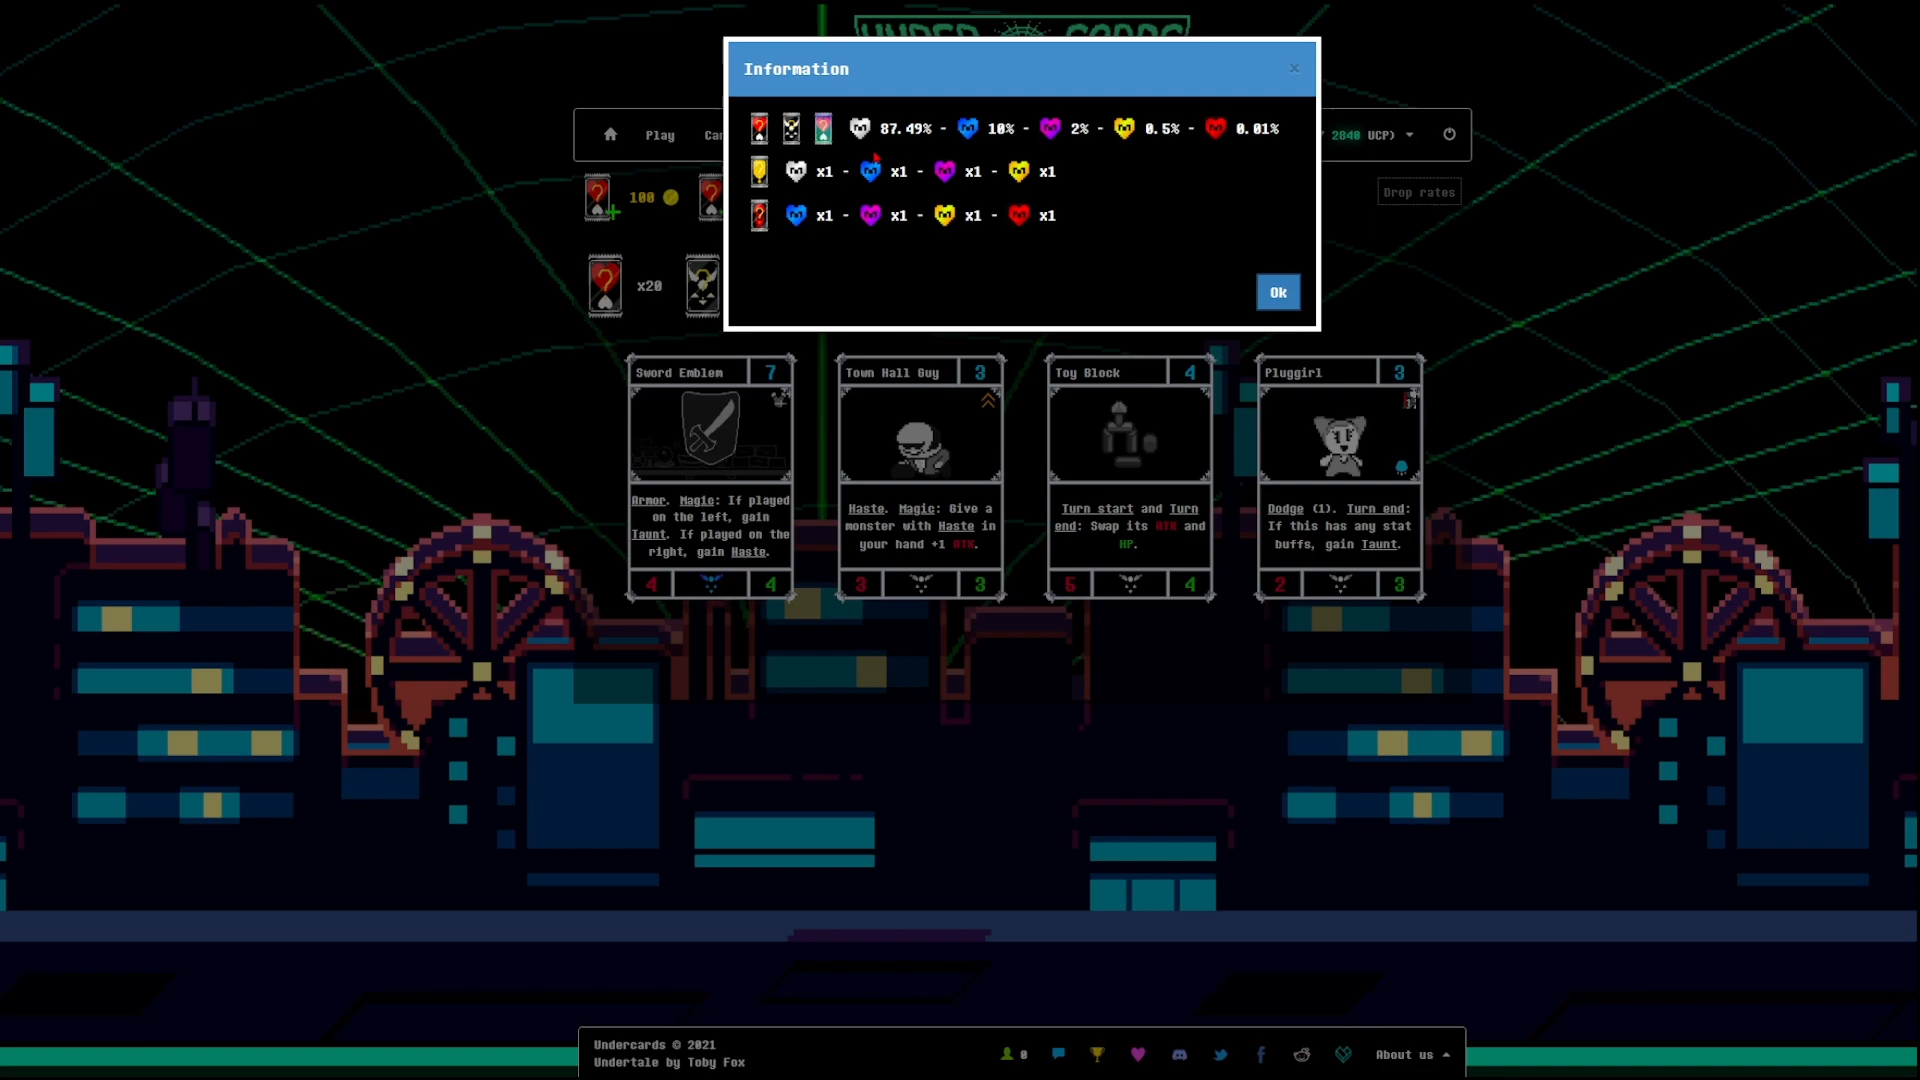 UNDER CARDS
Information ×
Play Car 2840 UCP)
87.49% - 10% - 2% - 0.5% - 0.01%
x1 - x1 - x1 - x1
100 Drop rates
x1 - x1 - x1 - x1
x20
Ok
Sword Emblem 7
Armor. Magic: If played
on the left, gain
Taunt. If played on the
right, gain Haste.
4 4
Town Hall Guy 3
Haste. Magic: Give a
monster with Haste in
your hand +1 ATK.
3 3
Toy Block 4
Turn start and Turn
end: Swap its ATK and
HP.
5 4
Pluggirl 3
Dodge (1). Turn end:
If this has any stat
buffs, gain Taunt.
2 3
Undercards © 2021
Undertale by Toby Fox
0 About us